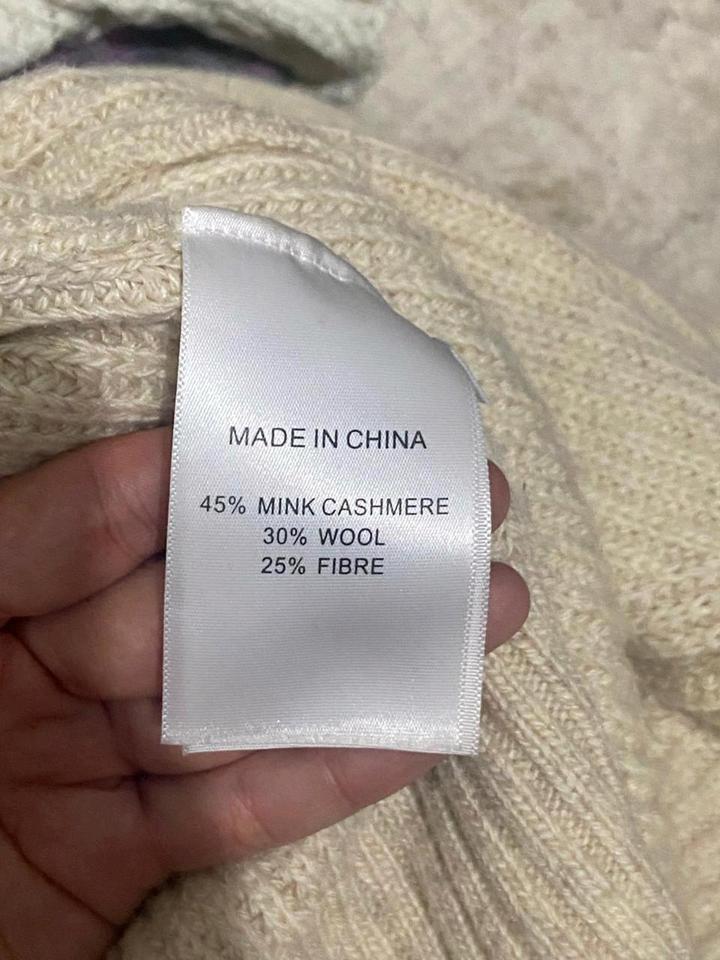 MADE IN CHINA
45% MINK CASHMERE
30% WOOL
25% FIBRE